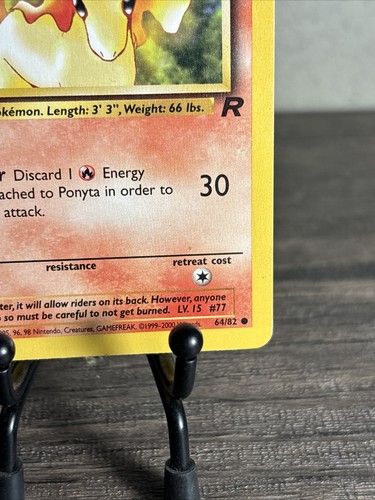 okémon. Length: 3' 3", Weight: 66 lbs.
R
r Discard 1 Energy
ached to Ponyta in order to
attack.
30
resistance
retreat cost
ter, it will allow riders on its back. However, anyone
o so must be careful to not get burned. LV. 15 #77
95, 96, 98 Nintendo, Creatures, GAMEFREAK. ©1999-2000 Wizards. 64/82 ●